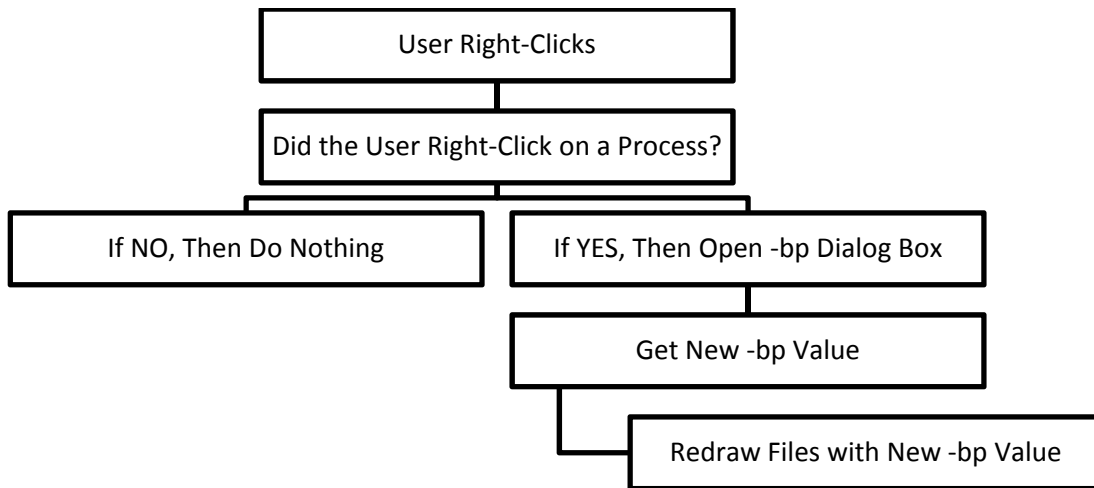 User Right-Clicks
Did the User Right-Click on a Process?
If NO, Then Do Nothing
If YES, Then Open -bp Dialog Box
Get New -bp Value
Redraw Files with New -bp Value